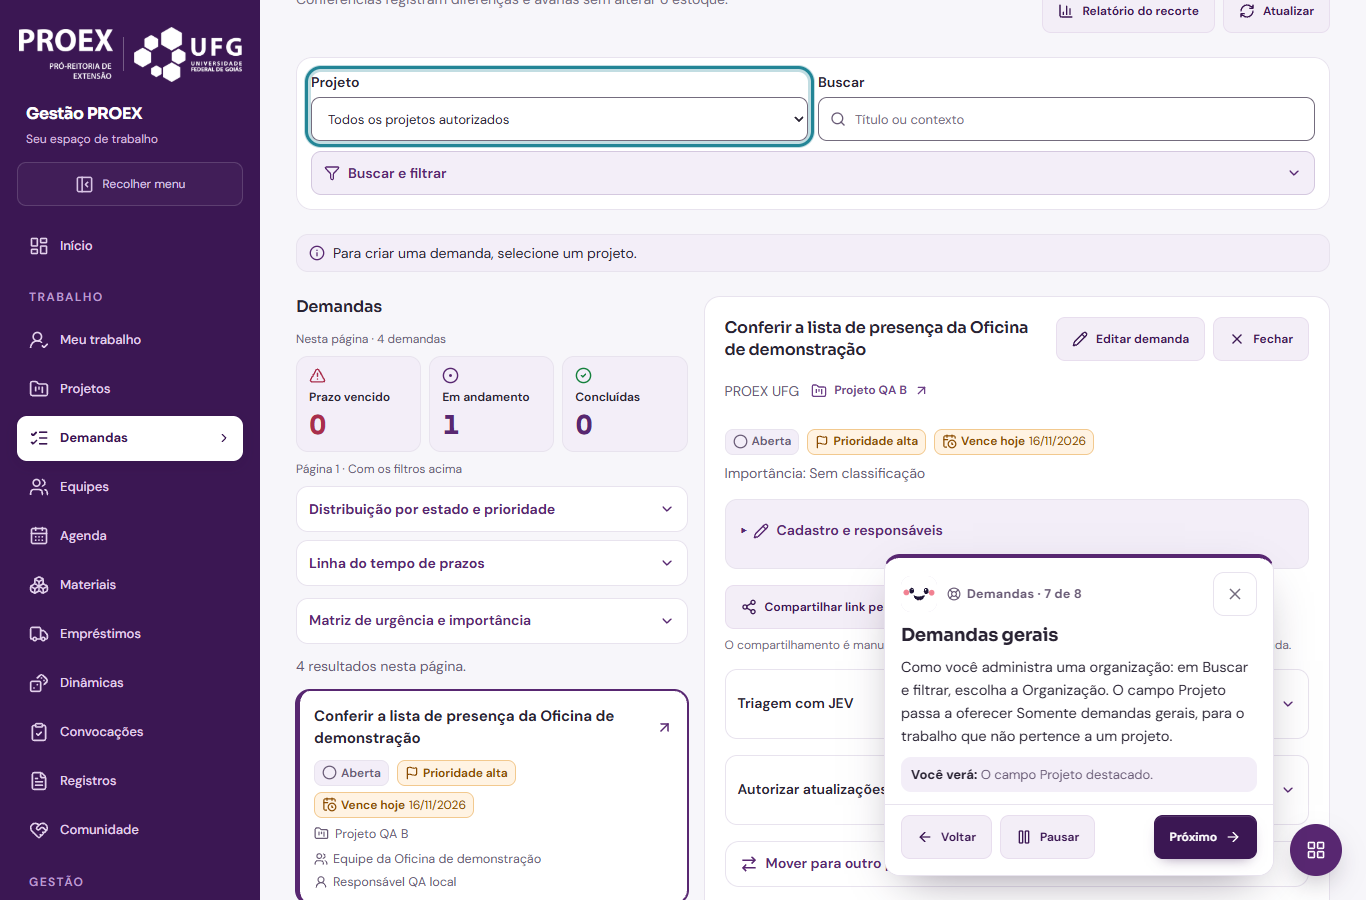 PROEX
PRÓ-REITORIA DE
EXTENSÃO
UFG
UNIVERSIDADE
FEDERAL DE GOIÁS
Gestão PROEX
Seu espaço de trabalho
Recolher menu
Início
TRABALHO
Meu trabalho
Projetos
Demandas
Equipes
Agenda
Materiais
Empréstimos
Dinâmicas
Convocações
Registros
Comunidade
GESTÃO
Conferências registram diferenças e avarias sem alterar o estoque.
Relatório do recorte
Atualizar
Projeto
Todos os projetos autorizados
Buscar
Título ou contexto
Buscar e filtrar
Para criar uma demanda, selecione um projeto.
Demandas
Nesta página · 4 demandas
Prazo vencido
0
Em andamento
1
Concluídas
0
Página 1 · Com os filtros acima
Distribuição por estado e prioridade
Linha do tempo de prazos
Matriz de urgência e importância
4 resultados nesta página.
Conferir a lista de presença da Oficina de
demonstração
Aberta
Prioridade alta
Vence hoje 16/11/2026
Projeto QA B
Equipe da Oficina de demonstração
Responsável QA local
Conferir a lista de presença da Oficina
de demonstração
Editar demanda
Fechar
PROEX UFG
Projeto QA B
Aberta
Prioridade alta
Vence hoje 16/11/2026
Importância: Sem classificação
Cadastro e responsáveis
Compartilhar link pe
O compartilhamento é manu
da.
Triagem com JEV
Autorizar atualizações
Mover para outro
Demandas · 7 de 8
Demandas gerais
Como você administra uma organização: em Buscar
e filtrar, escolha a Organização. O campo Projeto
passa a oferecer Somente demandas gerais, para o
trabalho que não pertence a um projeto.
Você verá: O campo Projeto destacado.
Voltar
Pausar
Próximo